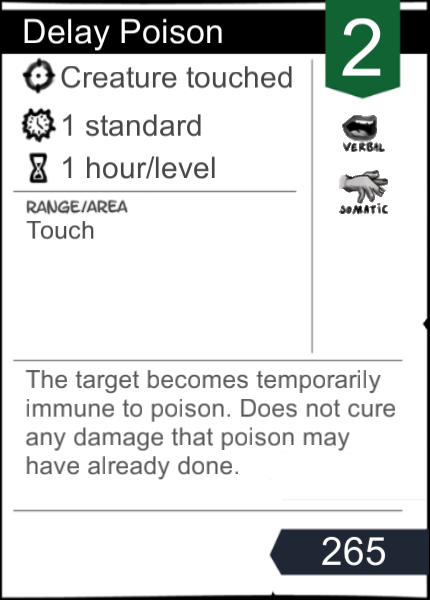 Delay Poison
2
Creature touched
1 standard
1 hour/level
VERBAL
SOMATIC
RANGE/AREA
Touch
The target becomes temporarily
immune to poison. Does not cure
any damage that poison may
have already done.
265